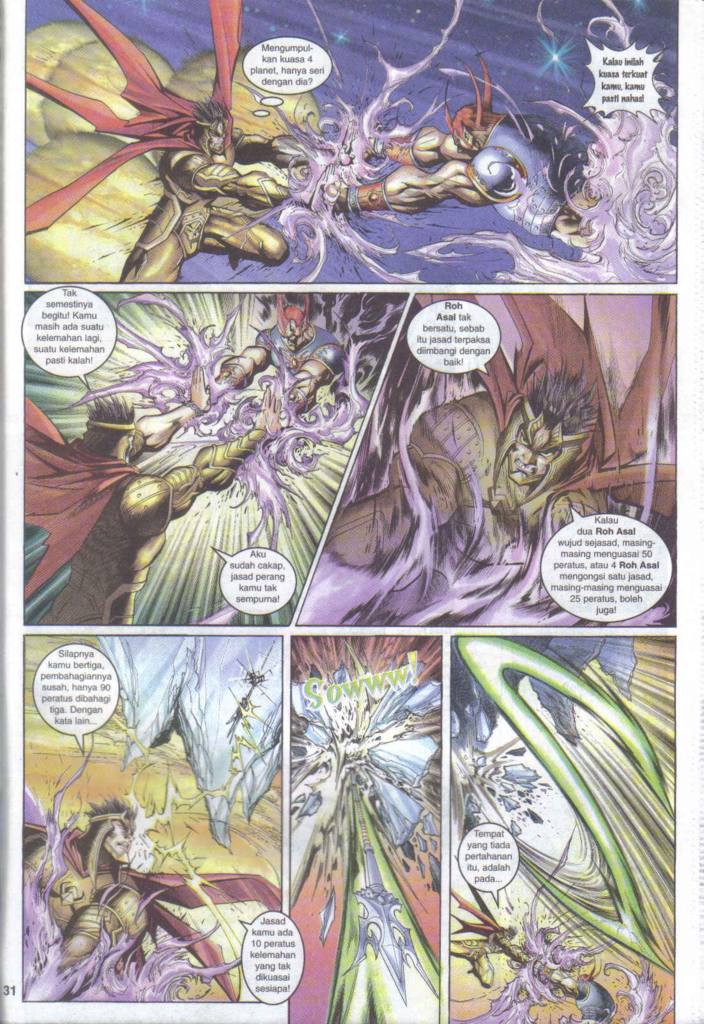 Mengumpul-
kan kuasa 4
planet, hanya seri
dengan dia?
Kalau inilah
kuasa terkuat
kamu, kamu
pasti nahas!
Tak
semestinya
begitu! Kamu
masih ada suatu
kelemahan lagi,
suatu kelemahan
pasti kalah!
Aku
sudah cakap,
jasad perang
kamu tak
sempurna!
Roh
Asal tak
bersatu, sebab
itu jasad terpaksa
diimbangi dengan
baik!
Kalau
dua Roh Asal
wujud sejasad, masing-
masing menguasai 50
peratus, atau 4 Roh Asal
mengongsi satu jasad,
masing-masing menguasai
25 peratus, boleh
juga!
Silapnya
kamu bertiga,
pembahagiannya
susah, hanya 90
peratus dibahagi
tiga. Dengan
kata lain...
Jasad
kamu ada
10 peratus
kelemahan
yang tak
dikuasai
sesiapa!
Sowww!
Tempat
yang tiada
pertahanan
itu, adalah
pada...
31